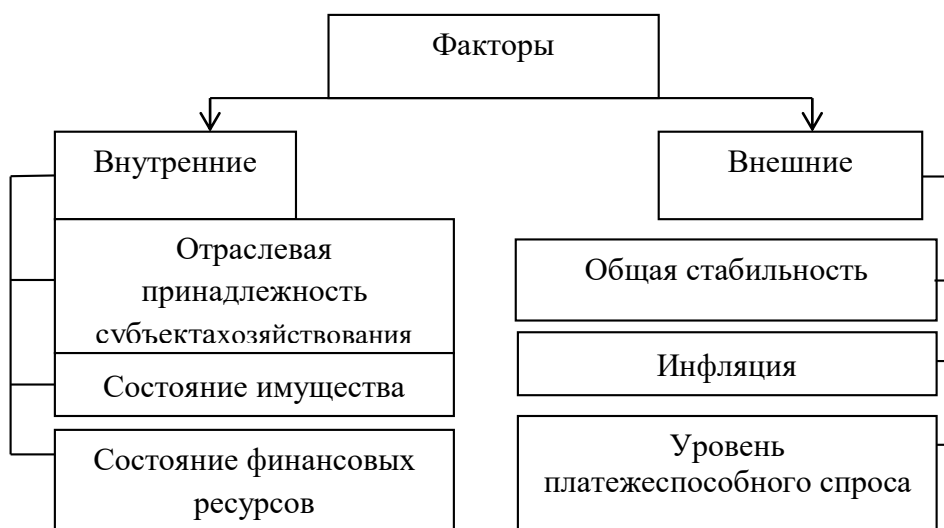 Факторы
Внутренние
Внешние
Отраслевая
принадлежность
субъектахозяйствования
Состояние имущества
Состояние финансовых
ресурсов
Общая стабильность
Инфляция
Уровень
платежеспособного спроса